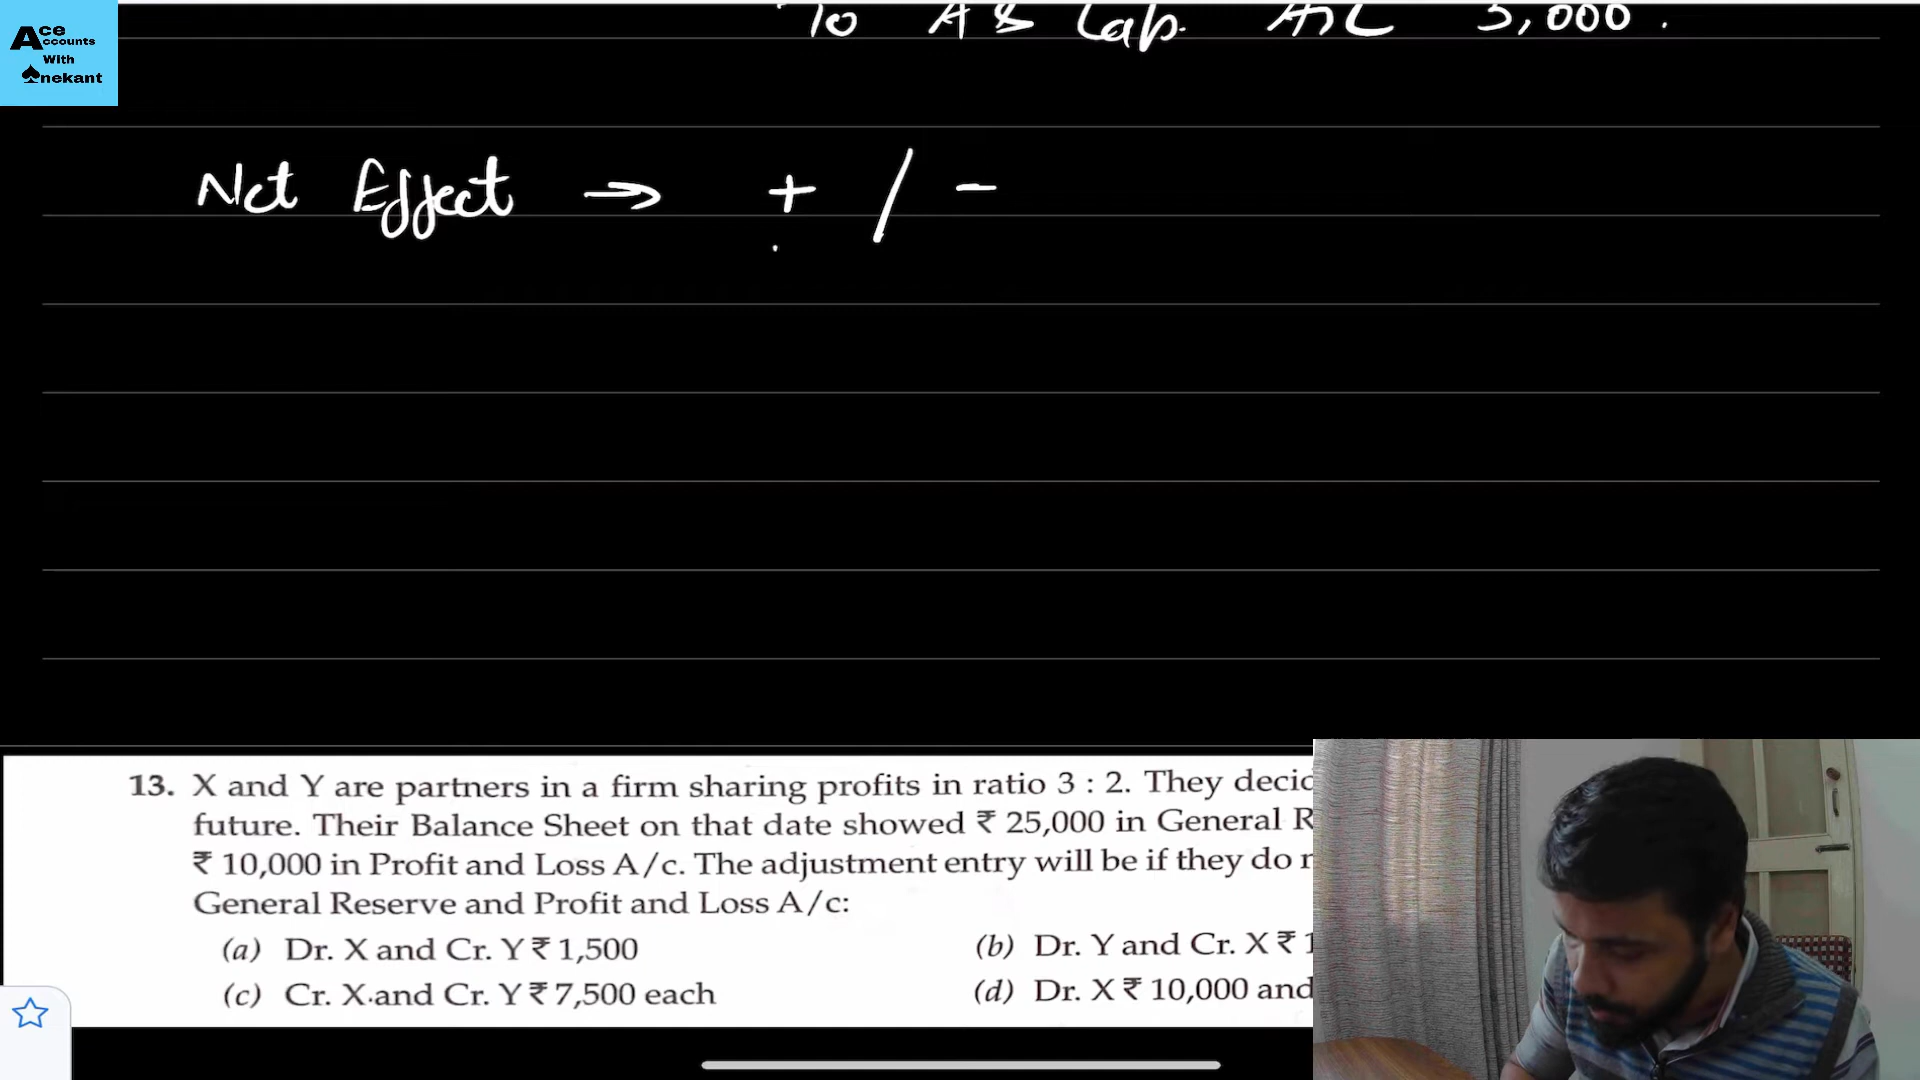 Ace
Accounts
With
Anekant
To A's Cap. A/c 5,000.
Net Effect → + / -
13. X and Y are partners in a firm sharing profits in ratio 3 : 2. They
future. Their Balance Sheet on that date showed ₹ 25,000 in General
₹ 10,000 in Profit and Loss A/c. The adjustment entry will be if they do
General Reserve and Profit and Loss A/c:
(a) Dr. X and Cr. Y ₹ 1,500
(b) Dr. Y and Cr. X ₹
(c) Cr. X and Cr. Y ₹ 7,500 each
(d) Dr. X ₹ 10,000 and